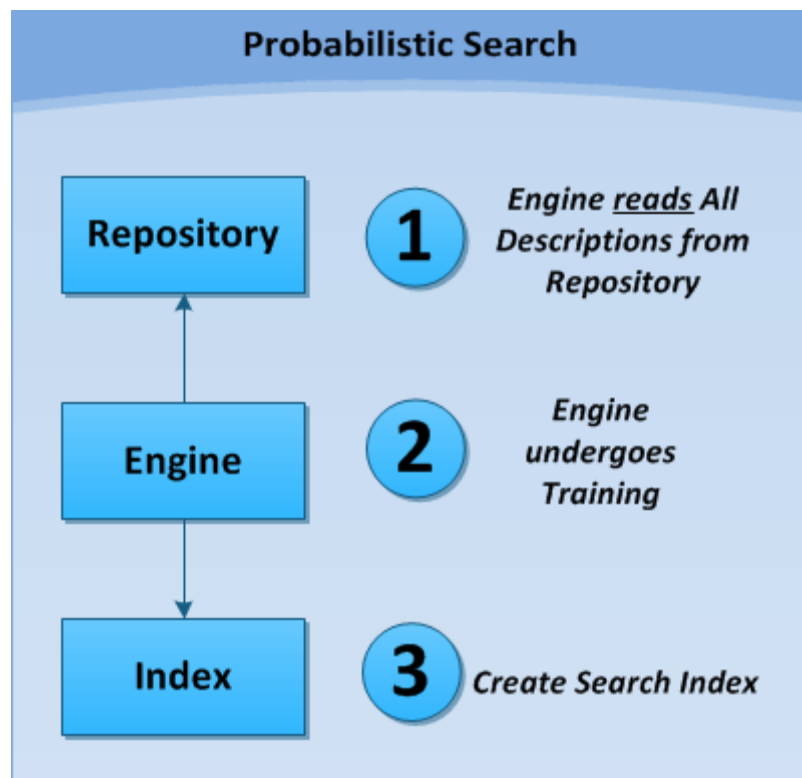 Probabilistic Search
Repository
1
Engine reads All
Descriptions from
Repository
Engine
2
Engine
undergoes
Training
Index
3
Create Search Index